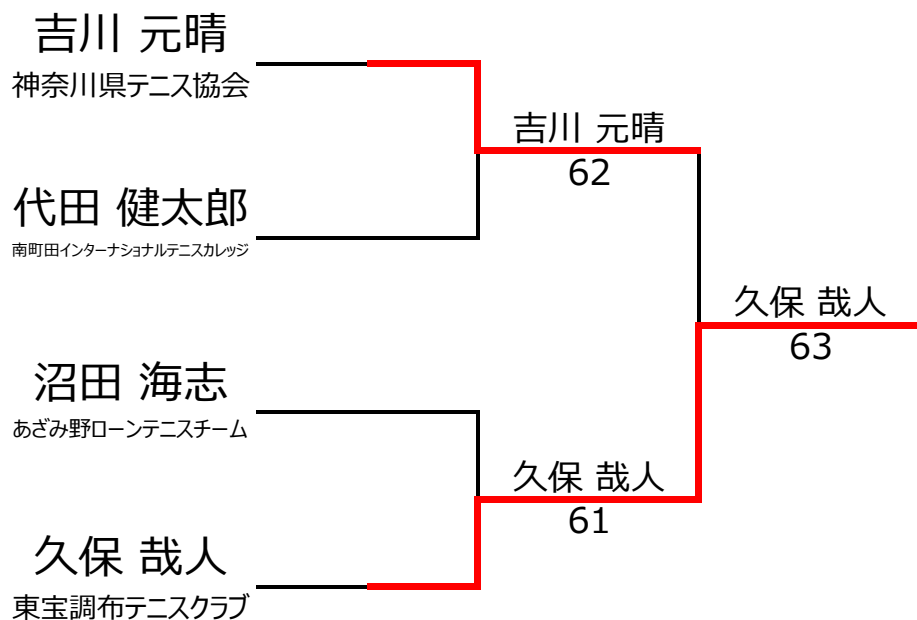 吉川 元晴
神奈川県テニス協会
吉川 元晴
62
代田 健太郎
南町田インターナショナルテニスカレッジ
久保 哉人
63
沼田 海志
あざみ野ローンテニスチーム
久保 哉人
61
久保 哉人
東宝調布テニスクラブ